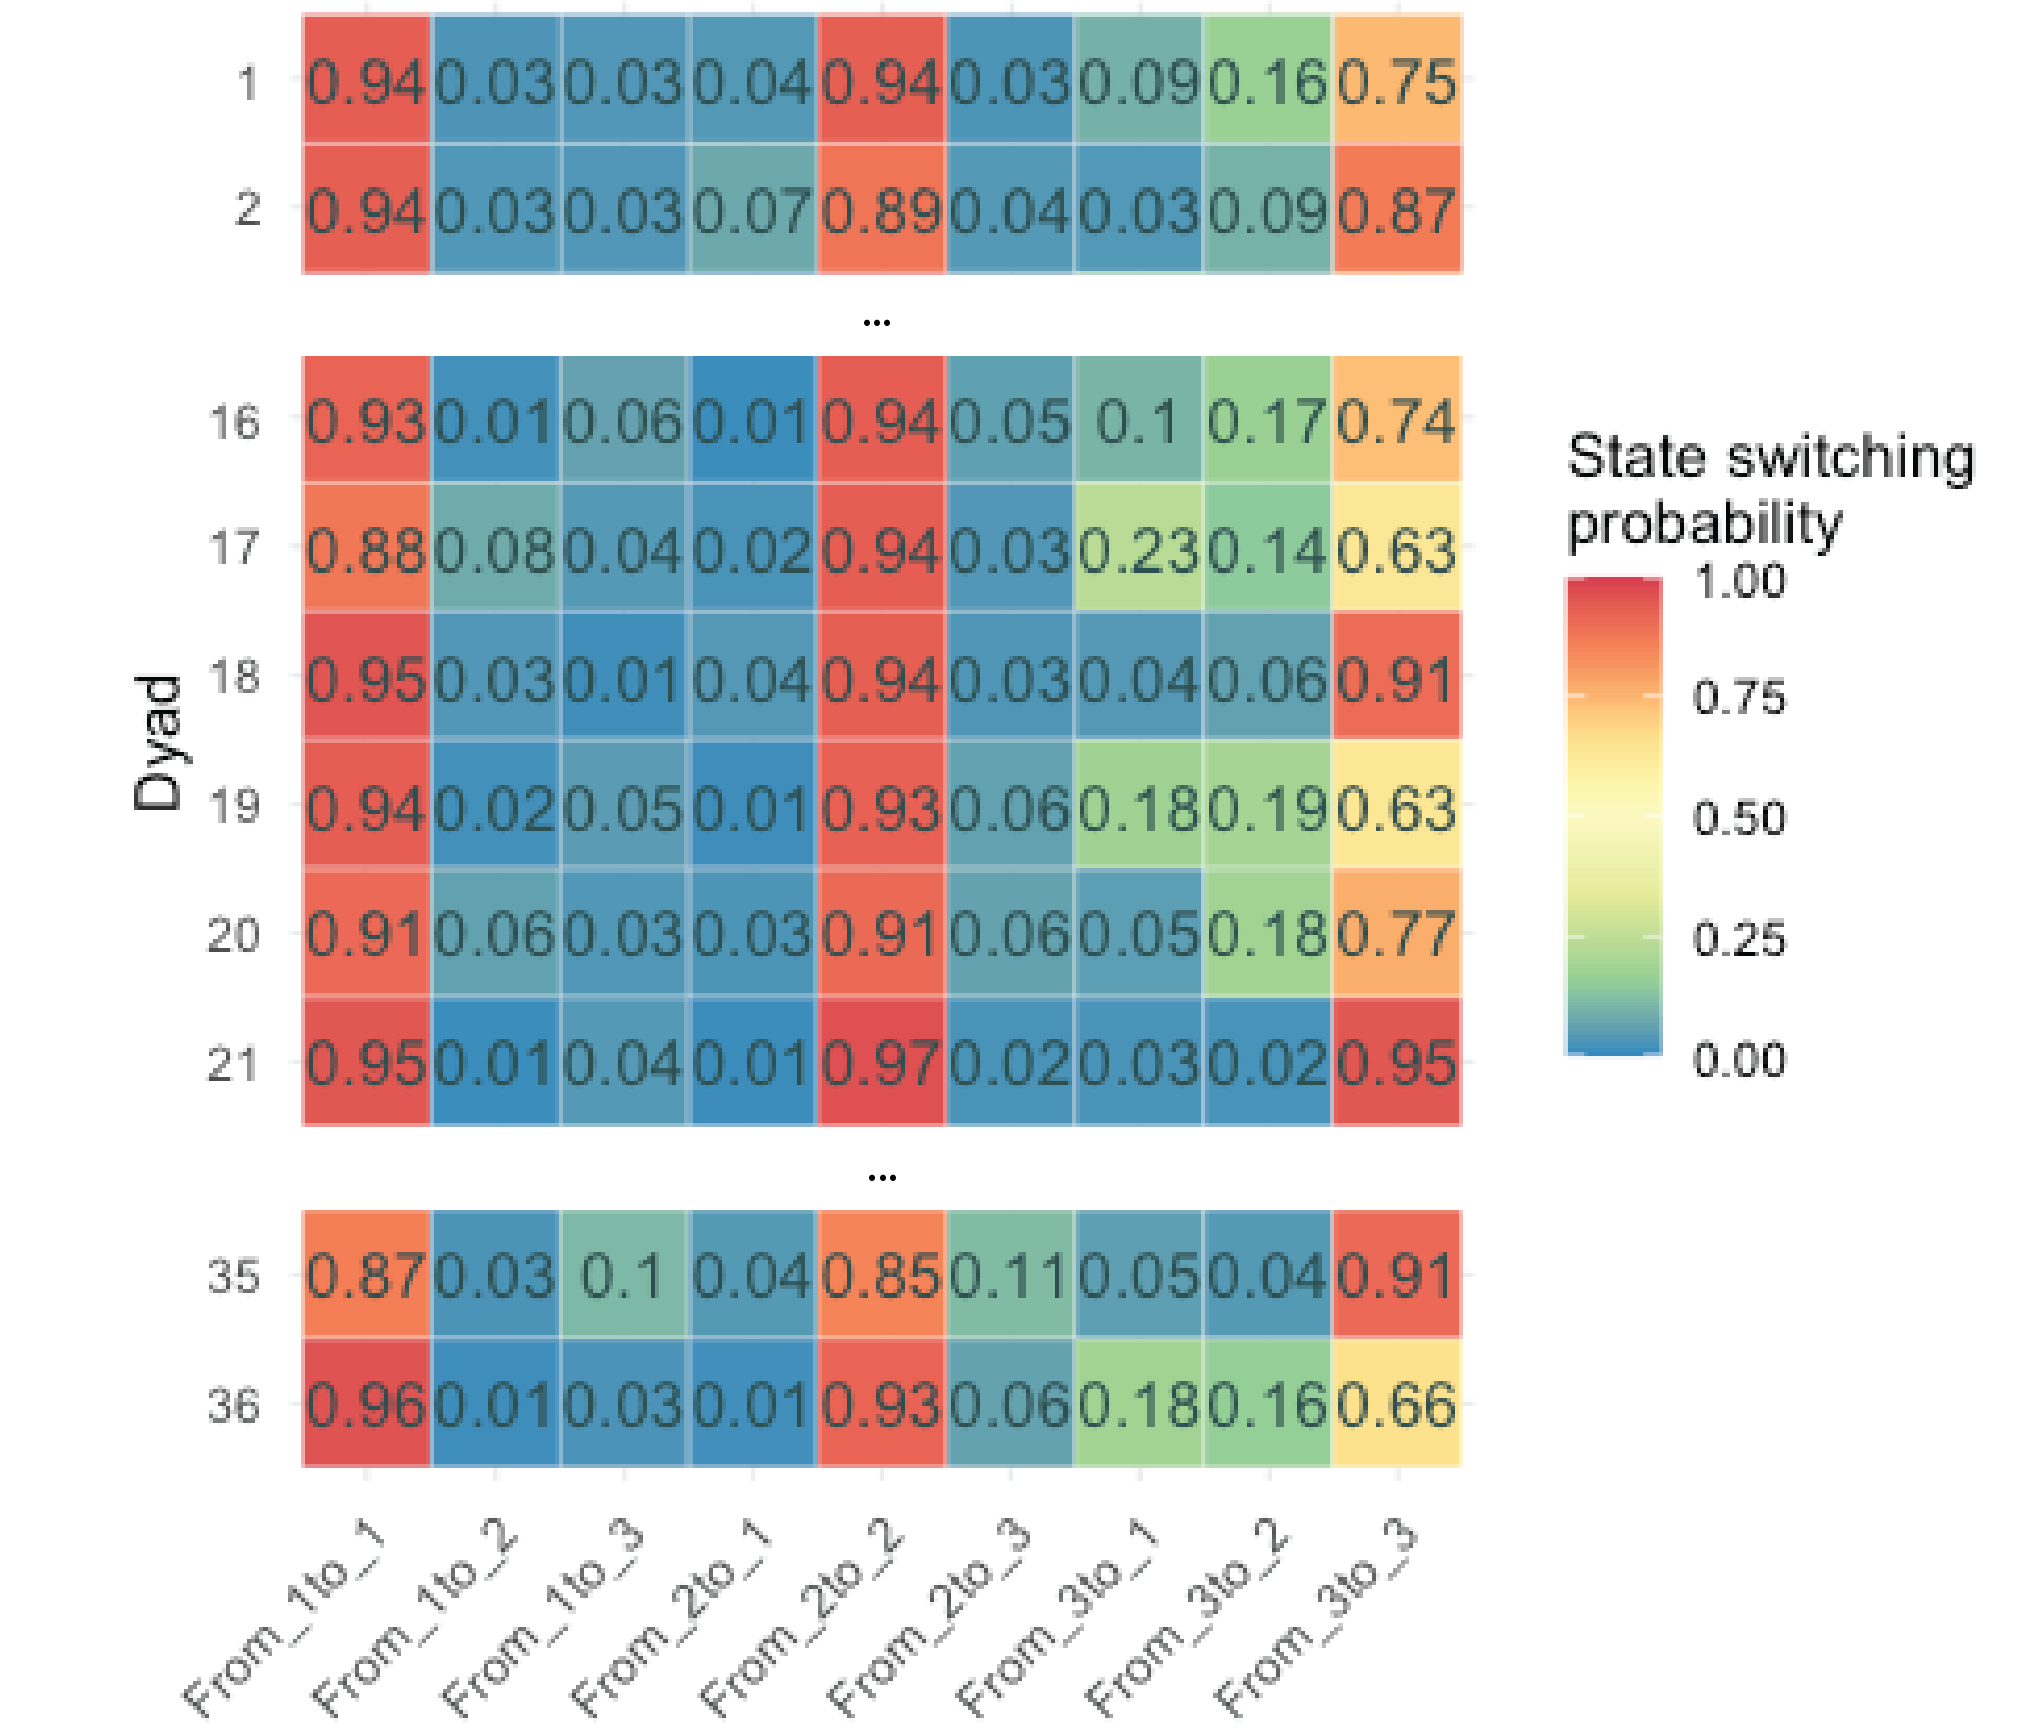 1 0.94 0.03 0.03 0.04 0.94 0.03 0.09 0.16 0.75
2 0.94 0.03 0.03 0.07 0.89 0.04 0.03 0.09 0.87
...
16 0.93 0.01 0.06 0.01 0.94 0.05 0.1 0.17 0.74
17 0.88 0.08 0.04 0.02 0.94 0.03 0.23 0.14 0.63
18 0.95 0.03 0.01 0.04 0.94 0.03 0.04 0.06 0.91
19 0.94 0.02 0.05 0.01 0.93 0.06 0.18 0.19 0.63
20 0.91 0.06 0.03 0.03 0.91 0.06 0.05 0.18 0.77
21 0.95 0.01 0.04 0.01 0.97 0.02 0.03 0.02 0.95
...
35 0.87 0.03 0.1 0.04 0.85 0.11 0.05 0.04 0.91
36 0.96 0.01 0.03 0.01 0.93 0.06 0.18 0.16 0.66
Dyad
From_1to_1
From_1to_2
From_1to_3
From_2to_1
From_2to_2
From_2to_3
From_3to_1
From_3to_2
From_3to_3
State switching
probability
1.00
0.75
0.50
0.25
0.00